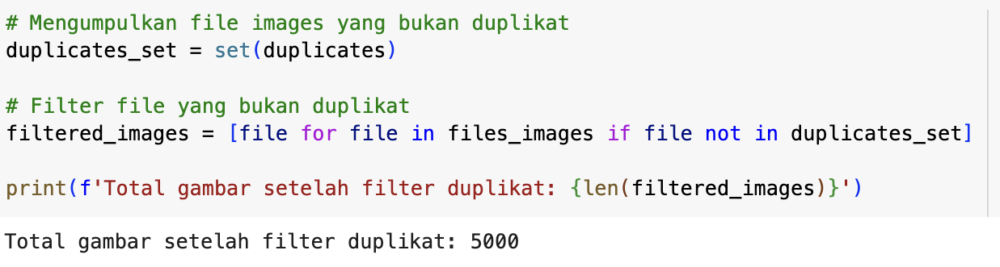 # Mengumpulkan file images yang bukan duplikat
duplicates_set = set(duplicates)
# Filter file yang bukan duplikat
filtered_images = [file for file in files_images if file not in duplicates_set]
print(f'Total gambar setelah filter duplikat: {len(filtered_images)}')
Total gambar setelah filter duplikat: 5000